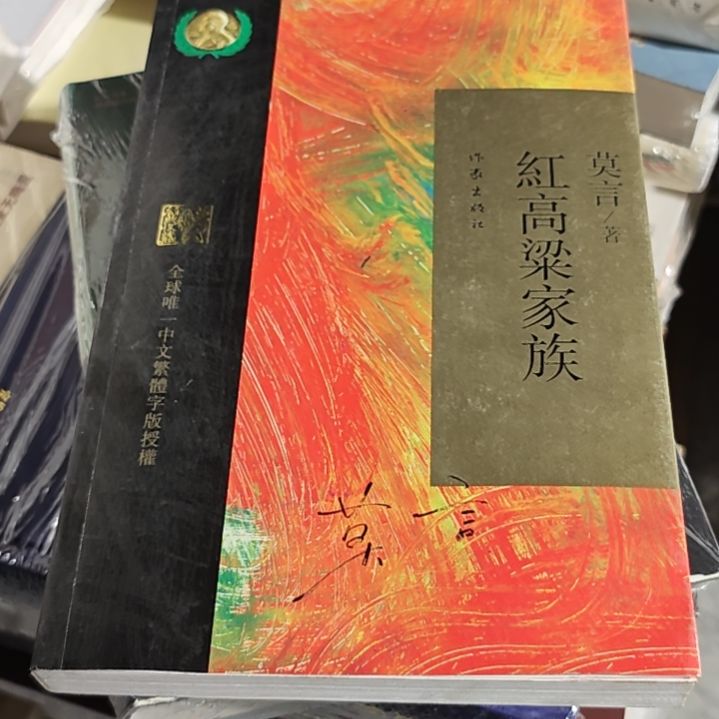 莫言/著
紅高粱家族
作家出版社
全球唯一中文繁體字版授權
莫言